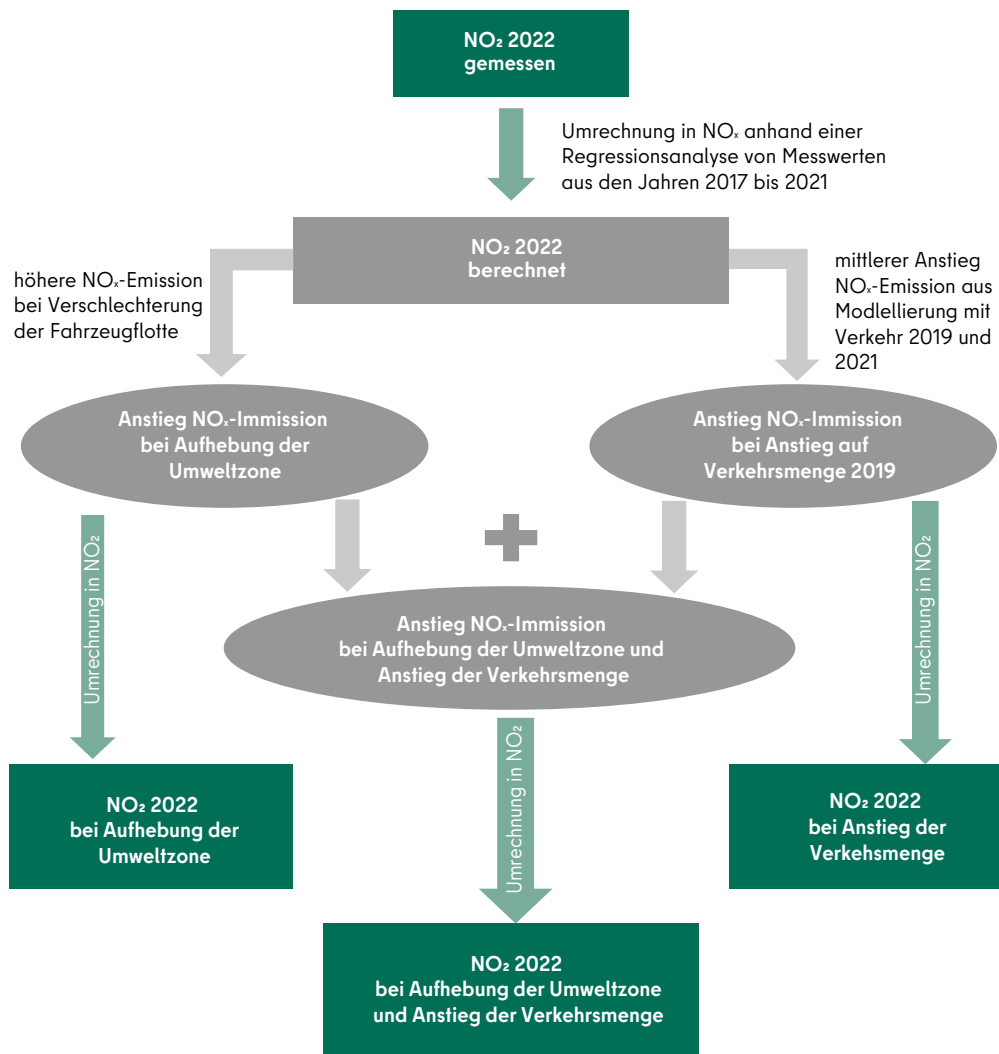 NO₂ 2022
gemessen
Umrechnung in NOₓ anhand einer
Regressionsanalyse von Messwerten
aus den Jahren 2017 bis 2021
NO₂ 2022
berechnet
höhere NOₓ-Emission
bei Verschlechterung
der Fahrzeugflotte
mittlerer Anstieg
NOₓ-Emission aus
Modlellierung mit
Verkehr 2019 und
2021
Anstieg NOₓ-Immission
bei Aufhebung der
Umweltzone
Anstieg NOₓ-Immission
bei Anstieg auf
Verkehrsmenge 2019
Umrechnung in NO₂
Umrechnung in NO₂
Anstieg NOₓ-Immission
bei Aufhebung der Umweltzone und
Anstieg der Verkehrsmenge
Umrechnung in NO₂
NO₂ 2022
bei Aufhebung der
Umweltzone
NO₂ 2022
bei Anstieg der
Verkehsmenge
NO₂ 2022
bei Aufhebung der Umweltzone
und Anstieg der Verkehrsmenge